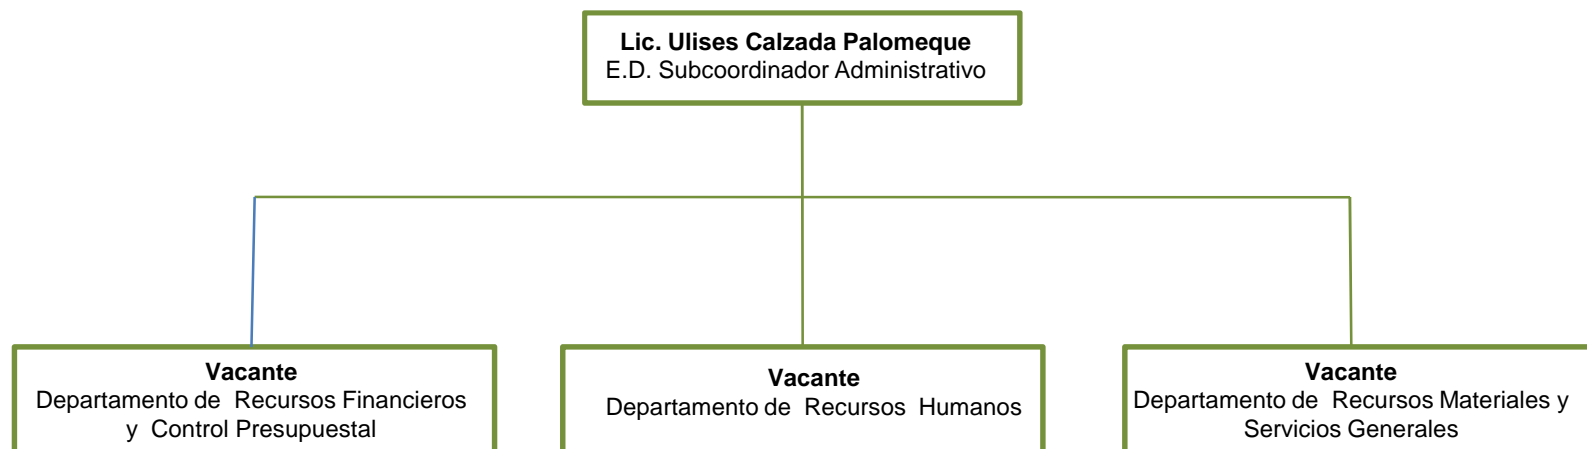 Lic. Ulises Calzada Palomeque
E.D. Subcoordinador Administrativo
Vacante
Departamento de Recursos Financieros
y Control Presupuestal
Vacante
Departamento de Recursos Humanos
Vacante
Departamento de Recursos Materiales y
Servicios Generales